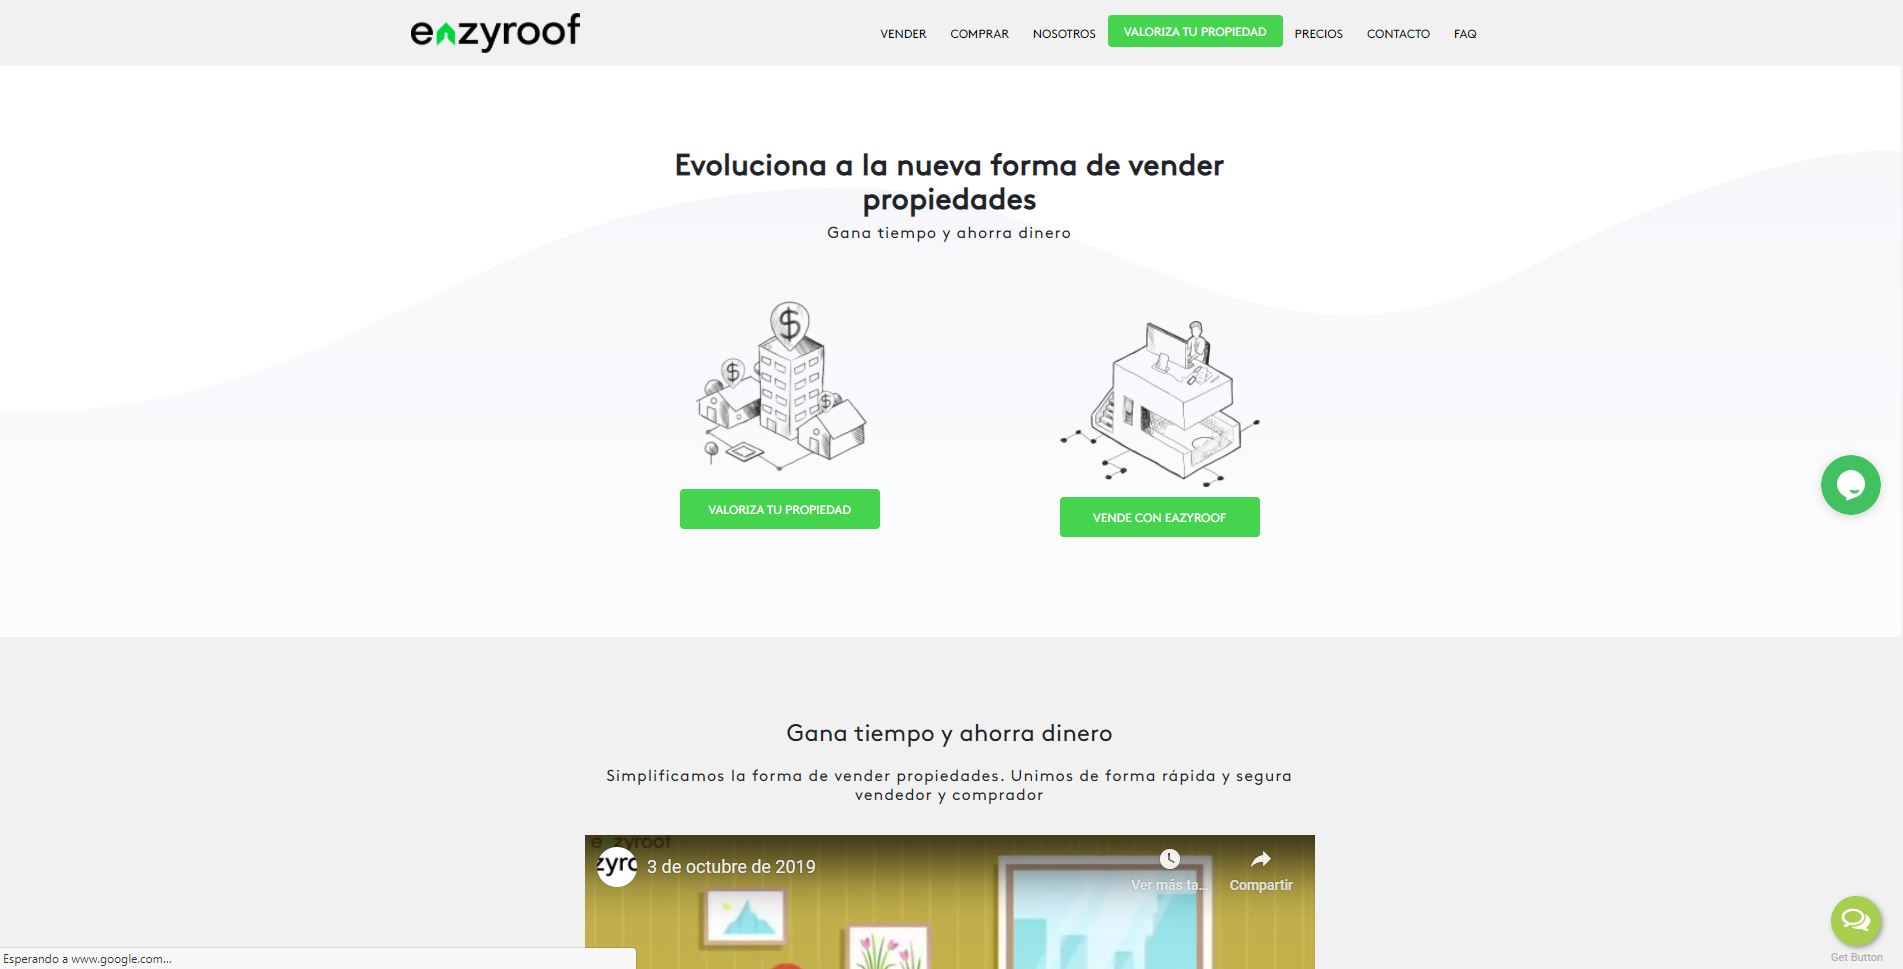 eazyroof
VENDER COMPRAR NOSOTROS VALORIZA TU PROPIEDAD PRECIOS CONTACTO FAQ
Evoluciona a la nueva forma de vender
propiedades
Gana tiempo y ahorra dinero
$
$
$
VALORIZA TU PROPIEDAD
VENDE CON EAZYROOF
Gana tiempo y ahorra dinero
Simplificamos la forma de vender propiedades. Unimos de forma rápida y segura
vendedor y comprador
eazyroof
zyro
3 de octubre de 2019
Ver más ta...
Compartir
Esperando a www.google.com...
Get Button